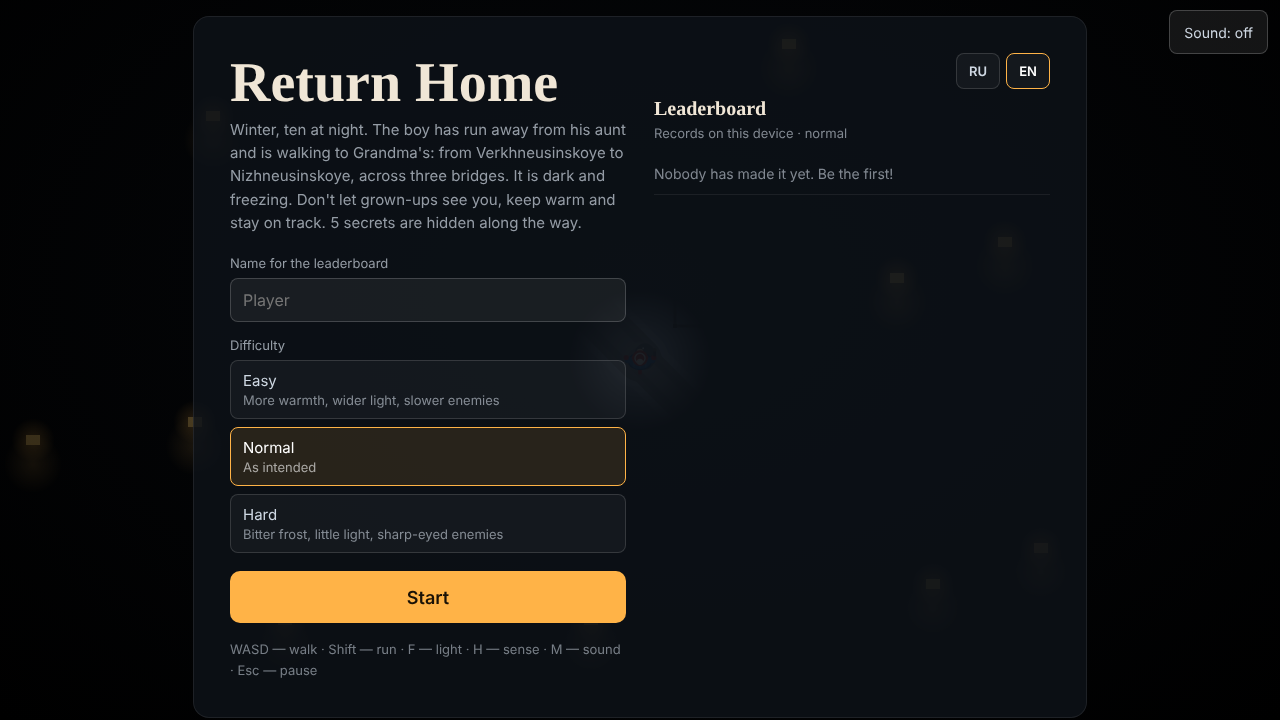 Sound: off
Return Home
Winter, ten at night. The boy has run away from his aunt
and is walking to Grandma's: from Verkhneusinskoye to
Nizhneusinskoye, across three bridges. It is dark and
freezing. Don't let grown-ups see you, keep warm and
stay on track. 5 secrets are hidden along the way.
Name for the leaderboard
Player
Difficulty
Easy
More warmth, wider light, slower enemies
Normal
As intended
Hard
Bitter frost, little light, sharp-eyed enemies
Start
WASD — walk · Shift — run · F — light · H — sense · M — sound
· Esc — pause
RU EN
Leaderboard
Records on this device · normal
Nobody has made it yet. Be the first!